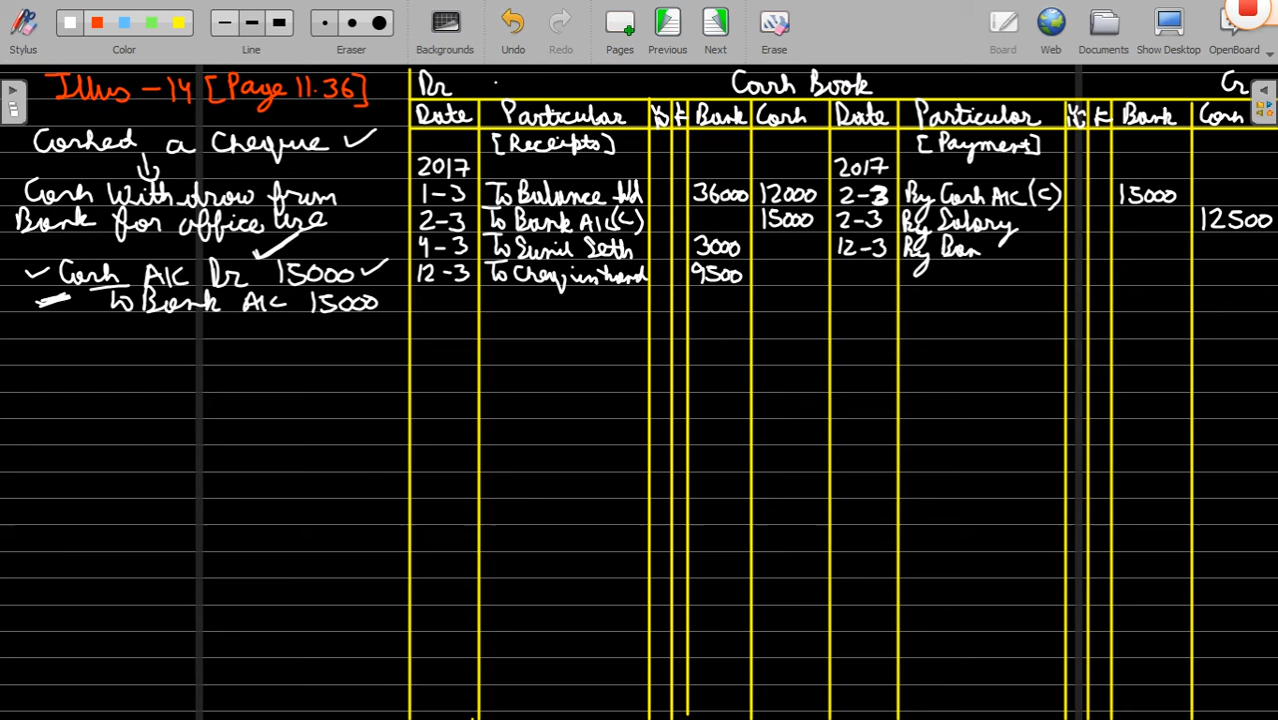 Stylus
Color
Line
Eraser
Backgrounds
Undo
Redo
Pages
Previous
Next
Erase
Board
Web
Documents
Show Desktop
OpenBoard
Illus - 14 [Page 11.36]
Cashed a Cheque ✓
Cash Withdrow from
Bank for office use
✓ Cash A/C Dr 15000 ✓
To Bank A/C 15000
Dr Cash Book Cr
Date Particular Bank Cash Date Particular Bank Cash
[Receipts] [Payment]
2017 2017
1-3 To Balance b/d 36000 12000 2-3 By Cash A/C (C) 15000
2-3 To Bank A/C (C) 15000 2-3 By Salary 12500
4-3 To Sunil Seth 3000 12-3 By Ban
12-3 To Cheq in hand 9500